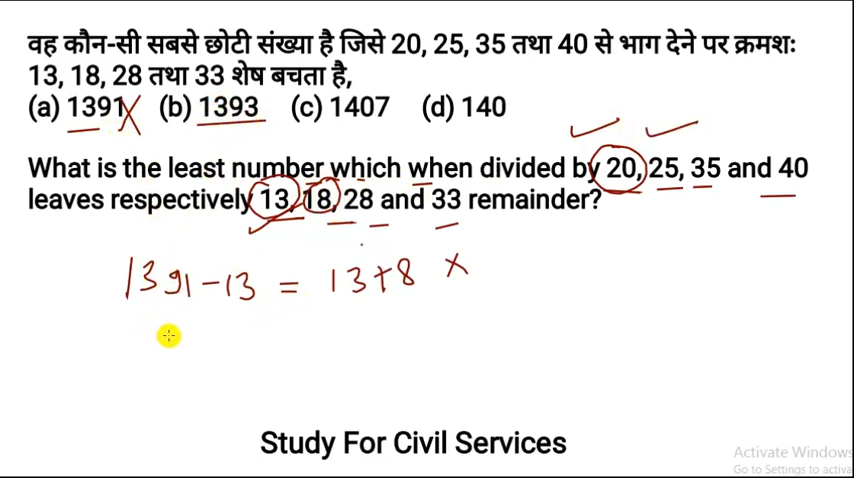 वह कौन-सी सबसे छोटी संख्या है जिसे 20, 25, 35 तथा 40 से भाग देने पर क्रमशः
13, 18, 28 तथा 33 शेष बचता है,
(a) 1391 (b) 1393 (c) 1407 (d) 140
What is the least number which when divided by 20, 25, 35 and 40
leaves respectively 13, 18, 28 and 33 remainder?
1391-13 = 1378 ×
Study For Civil Services
Activate Windows
Go to Settings to activa